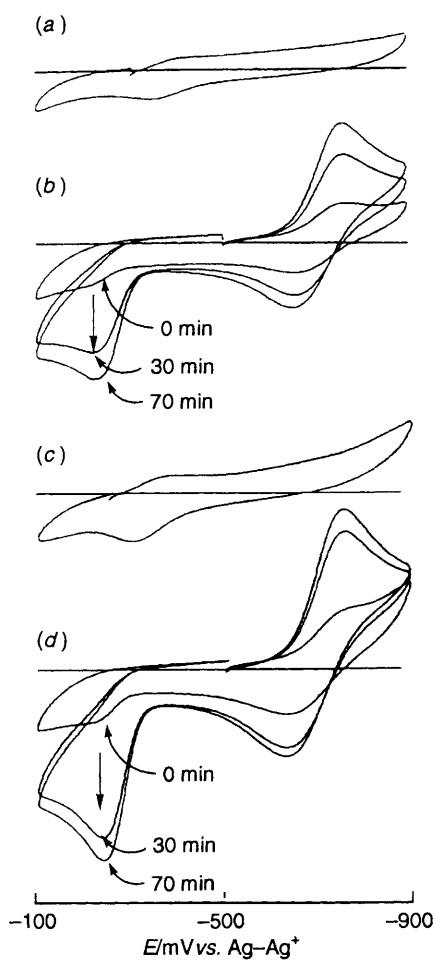 (a)
(b)
0 min
30 min
70 min
(c)
(d)
0 min
30 min
70 min
−100 −500 −900
E/mV vs. Ag–Ag⁺